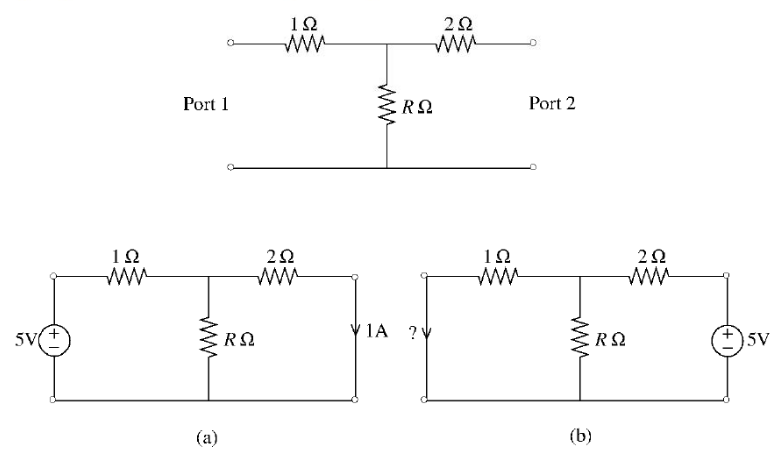 1 Ω 2 Ω
Port 1 R Ω Port 2
1 Ω 2 Ω 1 Ω 2 Ω
5V + − R Ω 1A ? R Ω + − 5V
(a) (b)